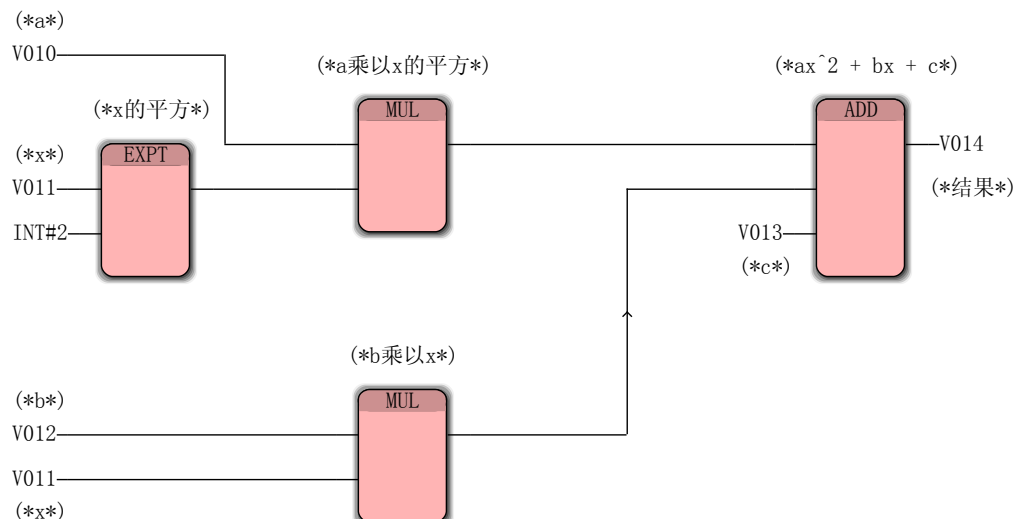 (*a*)
V010
(*a乘以x的平方*)
(*ax^2 + bx + c*)
(*x的平方*)
MUL
ADD
(*x*)
EXPT
V014
V011
(*结果*)
INT#2
V013
(*c*)
(*b乘以x*)
(*b*)
MUL
V012
V011
(*x*)